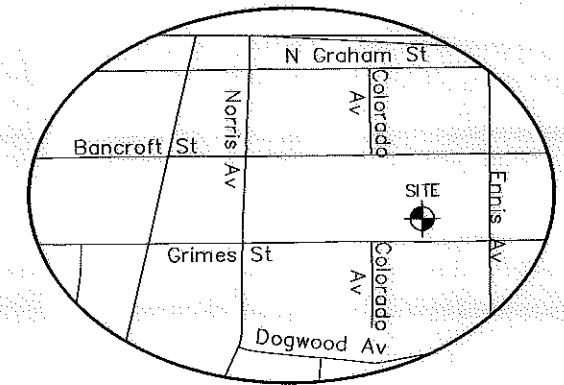 N Graham St
Colorado
Av
Norris
Av
Bancroft St
Ennis
Av
SITE
Grimes St
Colorado
Av
Dogwood Av